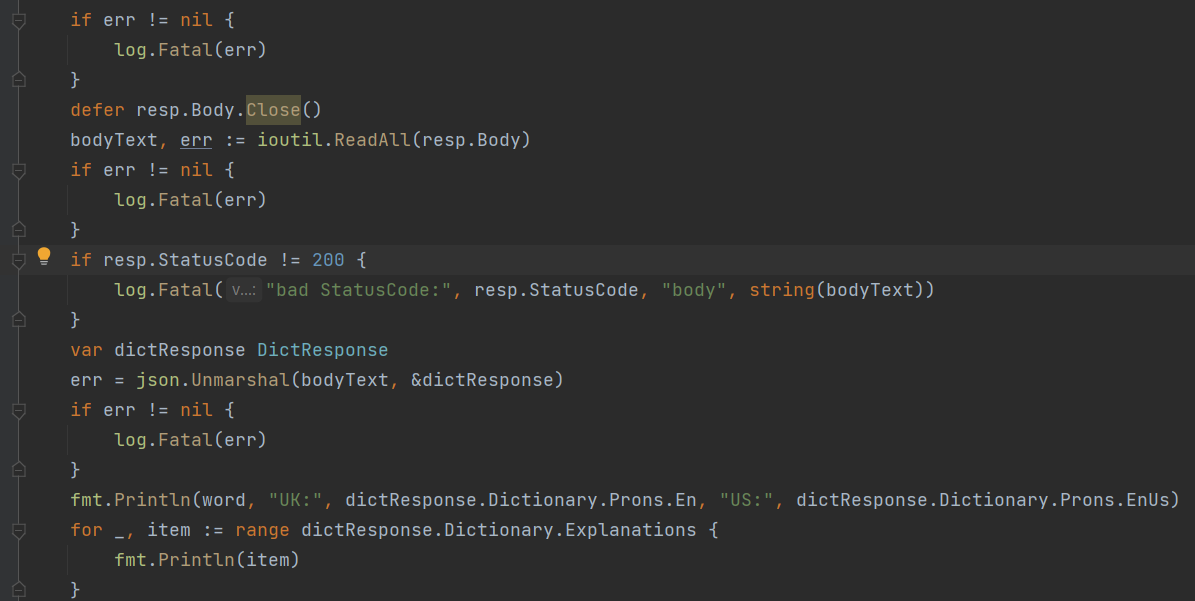 if err != nil {
log.Fatal(err)
}
defer resp.Body.Close()
bodyText, err := ioutil.ReadAll(resp.Body)
if err != nil {
log.Fatal(err)
}
if resp.StatusCode != 200 {
log.Fatal( v...: "bad StatusCode:", resp.StatusCode, "body", string(bodyText))
}
var dictResponse DictResponse
err = json.Unmarshal(bodyText, &dictResponse)
if err != nil {
log.Fatal(err)
}
fmt.Println(word, "UK:", dictResponse.Dictionary.Prons.En, "US:", dictResponse.Dictionary.Prons.EnUs)
for _, item := range dictResponse.Dictionary.Explanations {
fmt.Println(item)
}